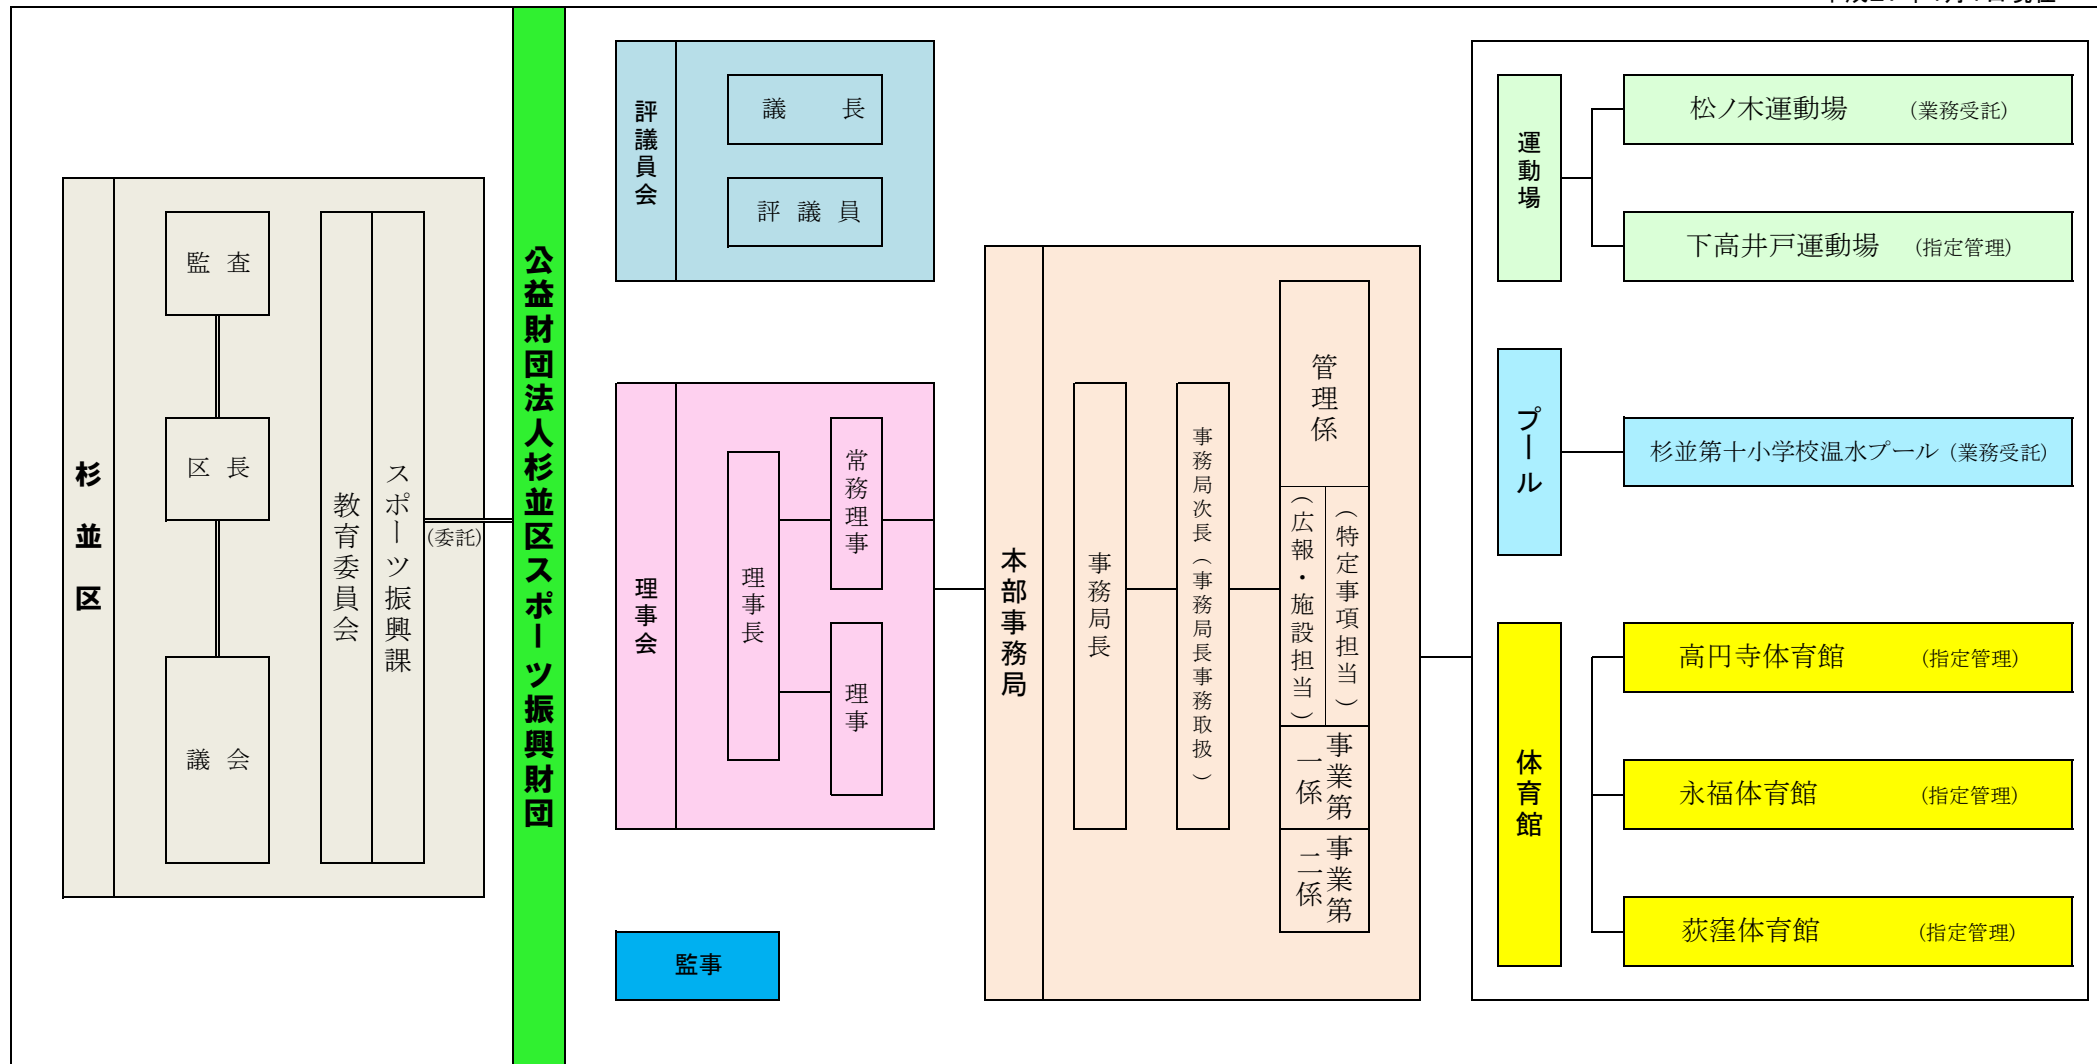 杉並区
監査
区長
議会
教育委員会
スポーツ振興課
(委託)
公益財団法人杉並区スポーツ振興財団
評議員会
議長
評議員
理事会
理事長
常務理事
理事
監事
本部事務局
事務局長
事務局次長(事務局長事務取扱)
管理係
(特定事項担当)
(広報・施設担当)
事業第
一係
事業第
二係
運動場
松ノ木運動場 (業務受託)
下高井戸運動場 (指定管理)
プール
杉並第十小学校温水プール (業務受託)
体育館
高円寺体育館 (指定管理)
永福体育館 (指定管理)
荻窪体育館 (指定管理)